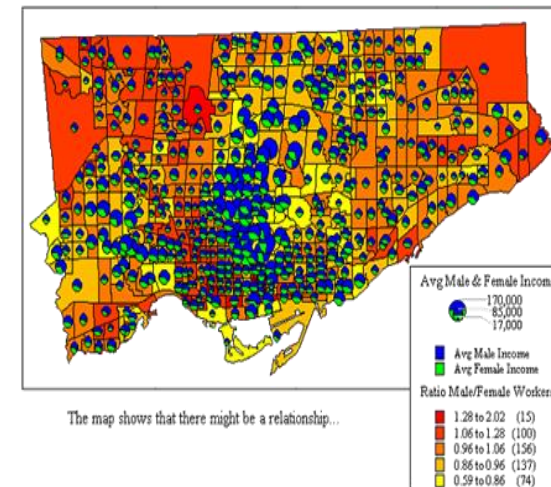 Avg Male & Female Incom
170,000
85,000
17,000
Avg Male Income
Avg Female Income
Ratio Male/Female Workers
1.28 to 2.02 (15)
1.06 to 1.28 (100)
0.96 to 1.06 (156)
0.86 to 0.96 (137)
0.59 to 0.86 (74)
The map shows that there might be a relationship...